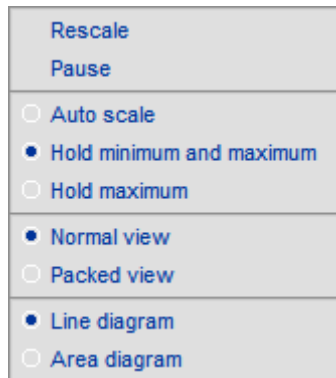 Rescale
Pause
Auto scale
Hold minimum and maximum
Hold maximum
Normal view
Packed view
Line diagram
Area diagram